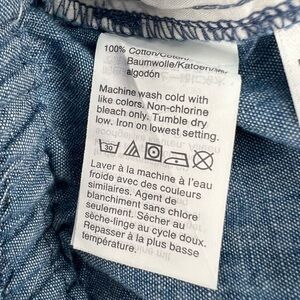 100% Cotton/Coton/
Baumwolle/Katoen/
algodón
Machine wash cold with
like colors. Non-chlorine
bleach only. Tumble dry
low. Iron on lowest setting.
30
Laver à la machine à l'eau
froide avec des couleurs
similaires. Agent de
blanchiment sans chlore
seulement. Sécher au
sèche-linge au cycle doux.
Repasser à la plus basse
température.